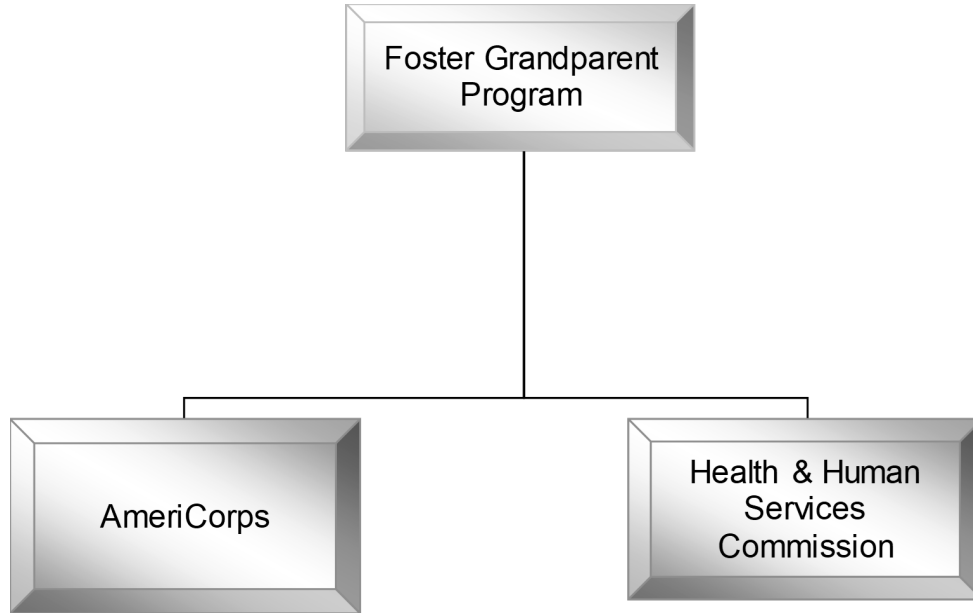 Foster Grandparent
Program
AmeriCorps
Health & Human
Services
Commission